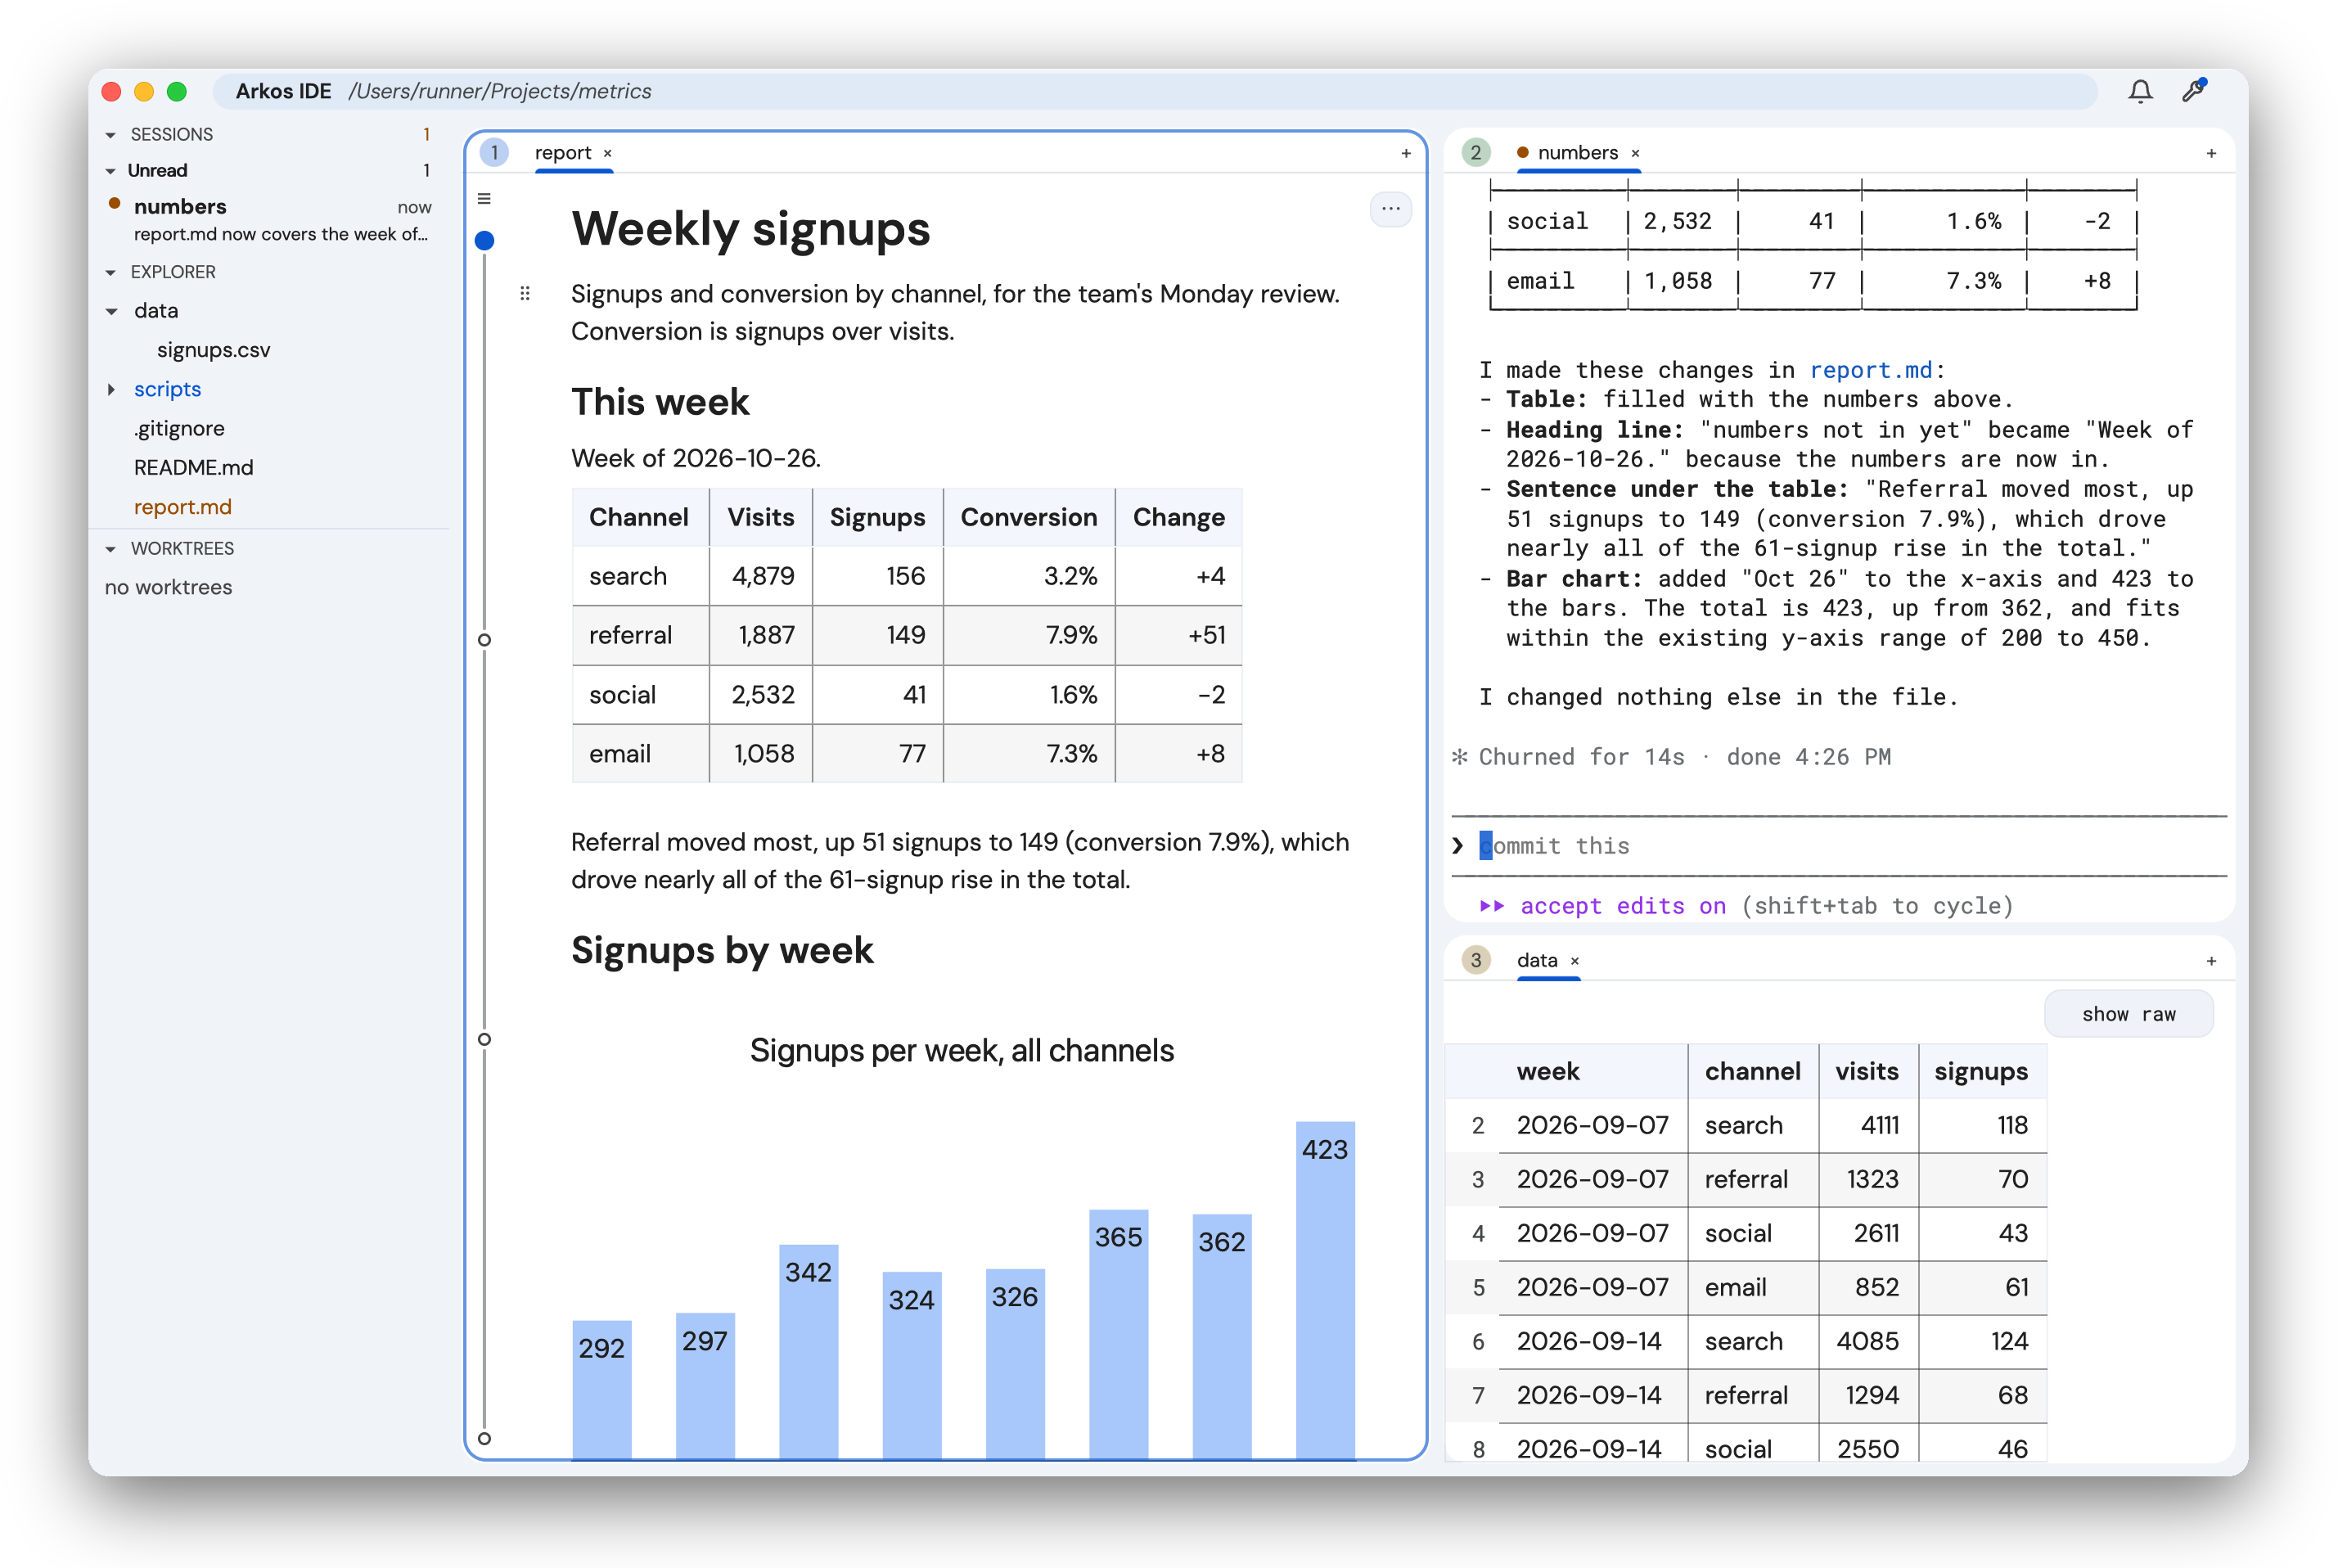 Arkos IDE /Users/runner/Projects/metrics
SESSIONS 1
Unread 1
numbers now
report.md now covers the week of…
EXPLORER
data
signups.csv
scripts
.gitignore
README.md
report.md
WORKTREES
no worktrees
1 report × +
Weekly signups
Signups and conversion by channel, for the team's Monday review.
Conversion is signups over visits.
This week
Week of 2026-10-26.
Channel Visits Signups Conversion Change
search 4,879 156 3.2% +4
referral 1,887 149 7.9% +51
social 2,532 41 1.6% -2
email 1,058 77 7.3% +8
Referral moved most, up 51 signups to 149 (conversion 7.9%), which
drove nearly all of the 61-signup rise in the total.
Signups by week
Signups per week, all channels
292 297 342 324 326 365 362 423
2 numbers × +
social 2,532 41 1.6% -2
email 1,058 77 7.3% +8
I made these changes in report.md:
- Table: filled with the numbers above.
- Heading line: "numbers not in yet" became "Week of
2026-10-26." because the numbers are now in.
- Sentence under the table: "Referral moved most, up
51 signups to 149 (conversion 7.9%), which drove
nearly all of the 61-signup rise in the total."
- Bar chart: added "Oct 26" to the x-axis and 423 to
the bars. The total is 423, up from 362, and fits
within the existing y-axis range of 200 to 450.
I changed nothing else in the file.
✻ Churned for 14s · done 4:26 PM
❯ commit this
⏵⏵ accept edits on (shift+tab to cycle)
3 data × +
show raw
week channel visits signups
2 2026-09-07 search 4111 118
3 2026-09-07 referral 1323 70
4 2026-09-07 social 2611 43
5 2026-09-07 email 852 61
6 2026-09-14 search 4085 124
7 2026-09-14 referral 1294 68
8 2026-09-14 social 2550 46